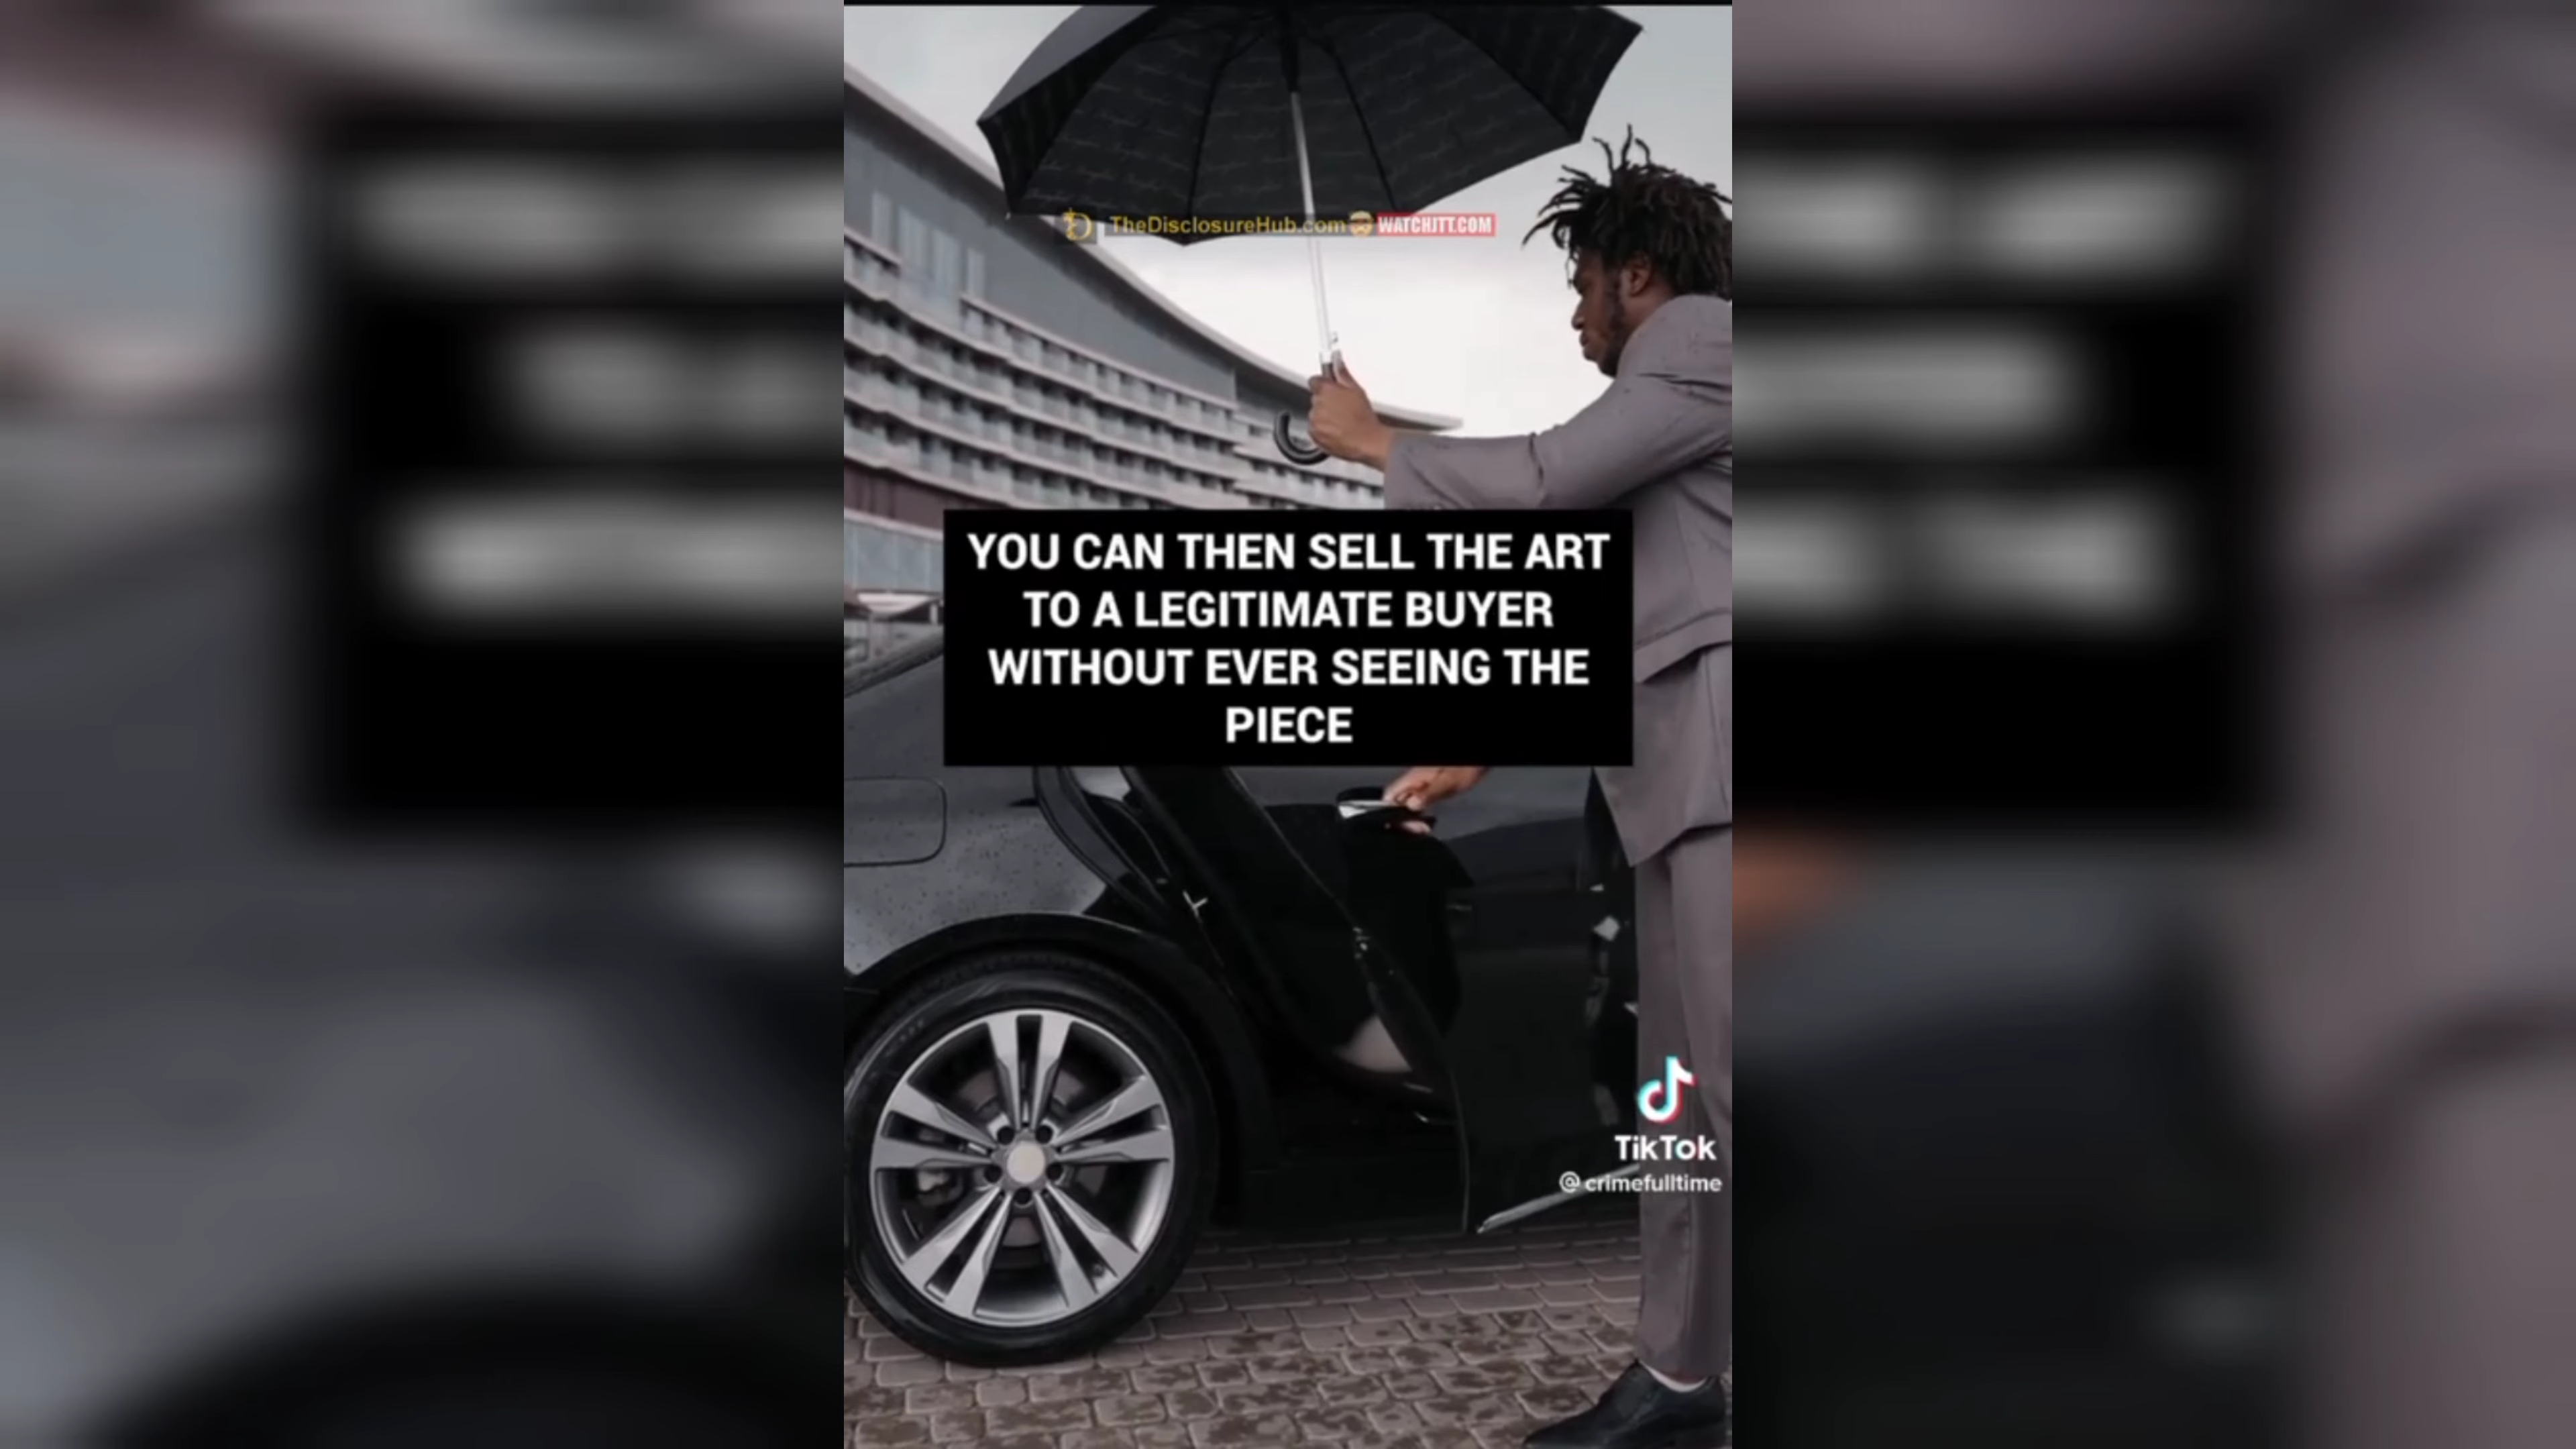 TheDisclosureHub.com WATCHJTT.COM
YOU CAN THEN SELL THE ART
TO A LEGITIMATE BUYER
WITHOUT EVER SEEING THE
PIECE
TikTok
@crimefulltime